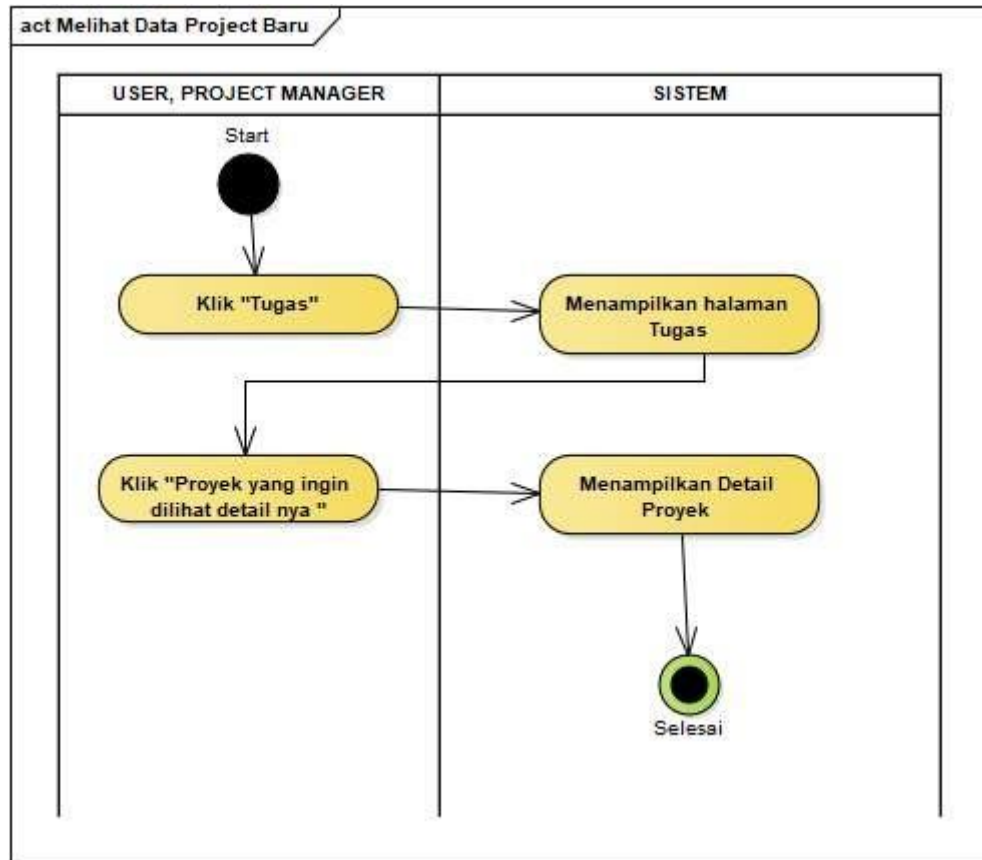 act Melihat Data Project Baru
USER, PROJECT MANAGER
SISTEM
Start
Klik "Tugas"
Menampilkan halaman
Tugas
Klik "Proyek yang ingin
dilihat detail nya "
Menampilkan Detail
Proyek
Selesai